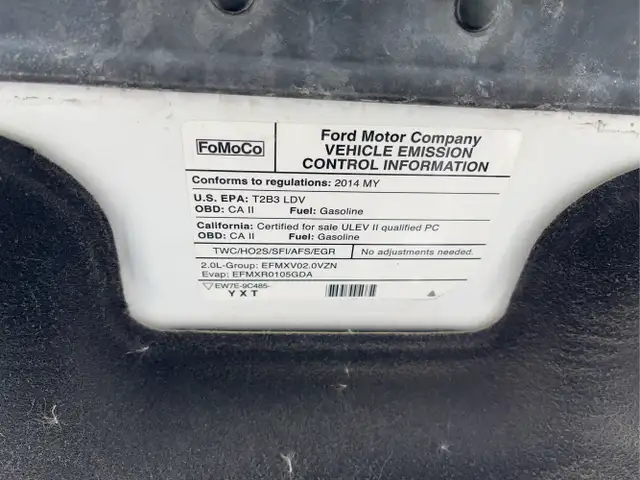 FoMoCo
Ford Motor Company
VEHICLE EMISSION
CONTROL INFORMATION
Conforms to regulations: 2014 MY
U.S. EPA: T2B3 LDV
OBD: CA II Fuel: Gasoline
California: Certified for sale ULEV II qualified PC
OBD: CA II Fuel: Gasoline
TWC/HO2S/SFI/AFS/EGR No adjustments needed.
2.0L-Group: EFMXV02.0VZN
Evap: EFMXR0105GDA
EW7E-9C485-
YXT